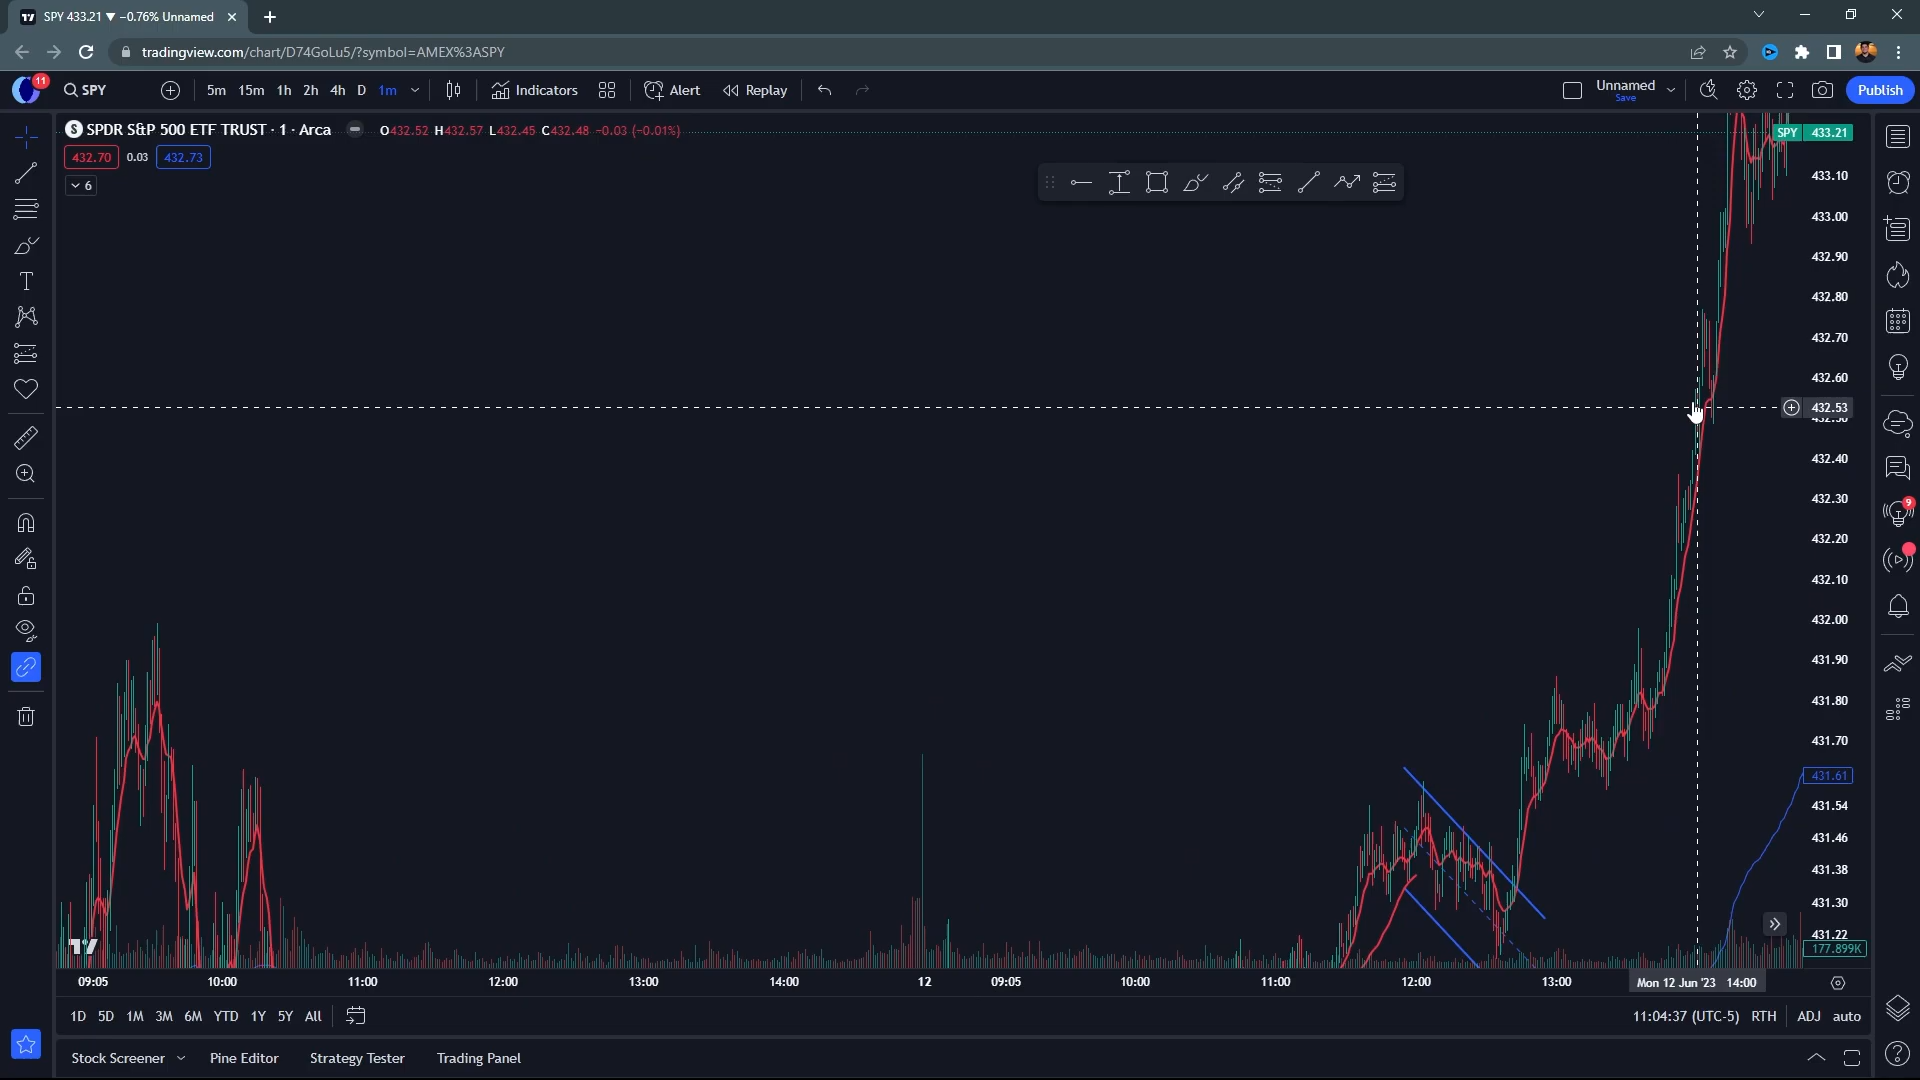 SPY 433.21 ▼ −0.76% Unnamed
tradingview.com/chart/D74GoLu5/?symbol=AMEX%3ASPY
11
SPY 5m 15m 1h 2h 4h D 1m Indicators Alert Replay Unnamed Publish
Save
S SPDR S&P 500 ETF TRUST · 1 · Arca O432.52 H432.57 L432.45 C432.48 −0.03 (−0.01%)
SPY 433.21
432.70 0.03 432.73
6
433.10
433.00
432.90
432.80
432.70
432.60
432.53
432.40
432.30
432.20
432.10
432.00
431.90
431.80
431.70
431.61
431.54
431.46
431.38
431.30
431.22
177.899K
9
09:05 10:00 11:00 12:00 13:00 14:00 12 09:05 10:00 11:00 12:00 13:00 Mon 12 Jun '23 14:00
1D 5D 1M 3M 6M YTD 1Y 5Y All 11:04:37 (UTC-5) RTH ADJ auto
Stock Screener Pine Editor Strategy Tester Trading Panel